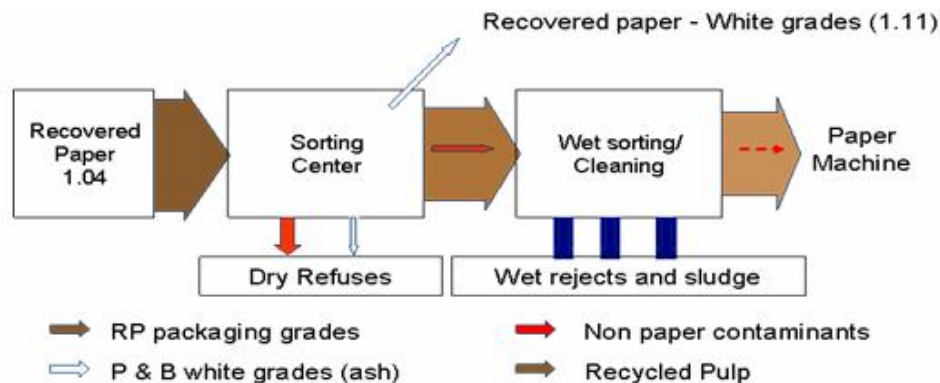 Recovered paper - White grades (1.11)
Recovered
Paper
1.04
Sorting
Center
Wet sorting/
Cleaning
Paper
Machine
Dry Refuses
Wet rejects and sludge
RP packaging grades
Non paper contaminants
P & B white grades (ash)
Recycled Pulp